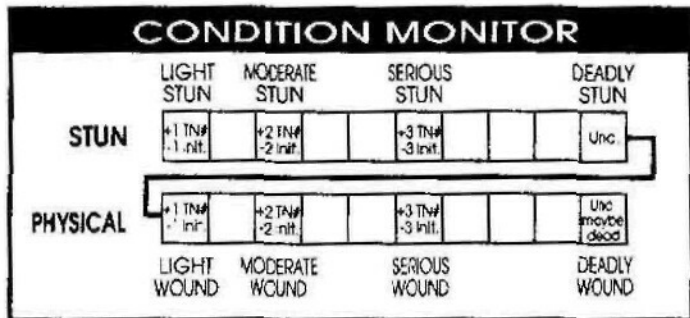 CONDITION MONITOR
LIGHT MODERATE SERIOUS DEADLY
STUN STUN STUN STUN
STUN
+1 TN# +2 TN# +3 TN# Unc.
-1 Init. -2 Init. -3 Init.
PHYSICAL
+1 TN# +2 TN# +3 TN# Unc
-1 Init. -2 Init. -3 Init. maybe
dead
LIGHT MODERATE SERIOUS DEADLY
WOUND WOUND WOUND WOUND